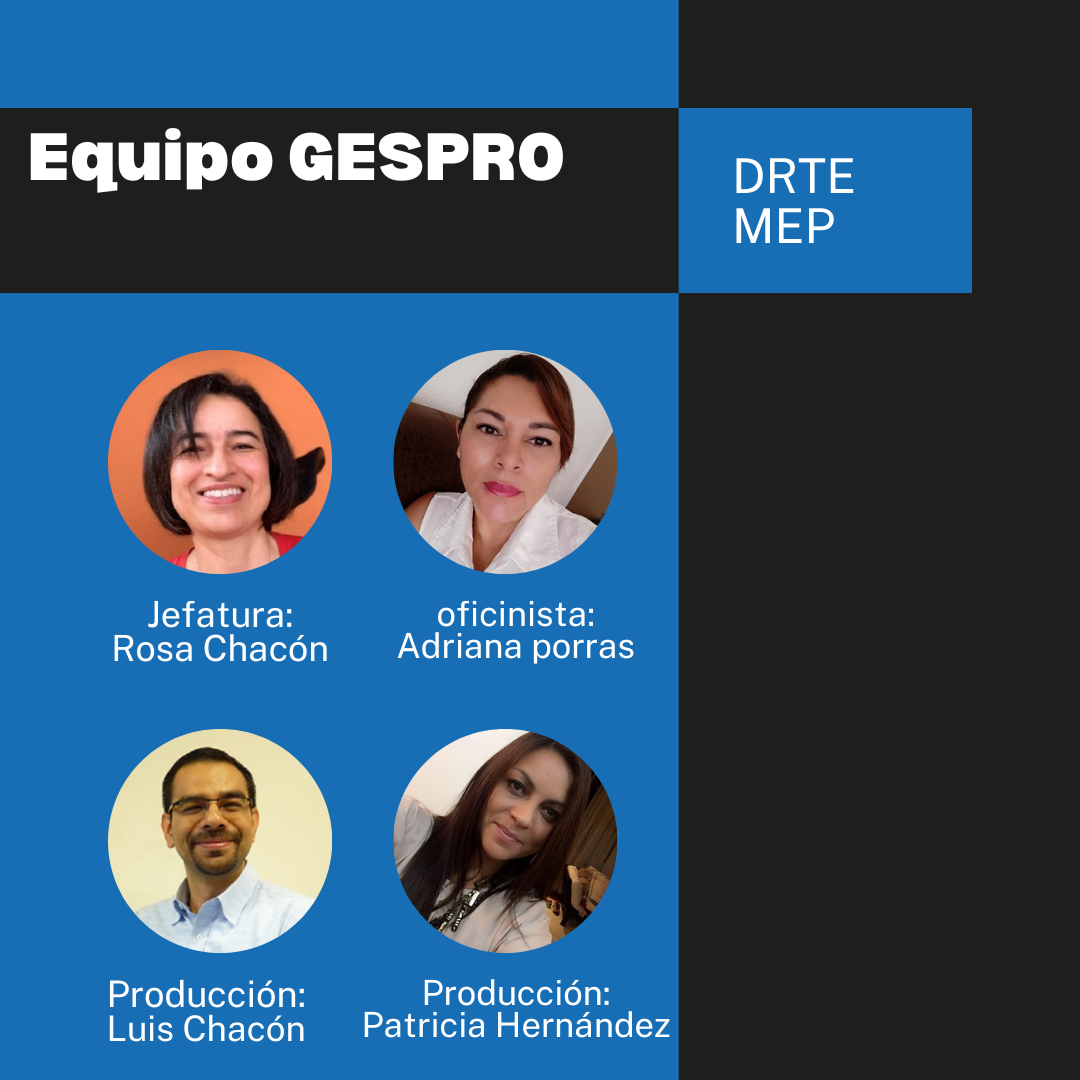 Equipo GESPRO
DRTE
MEP
Jefatura:
Rosa Chacón
oficinista:
Adriana porras
Producción:
Luis Chacón
Producción:
Patricia Hernández